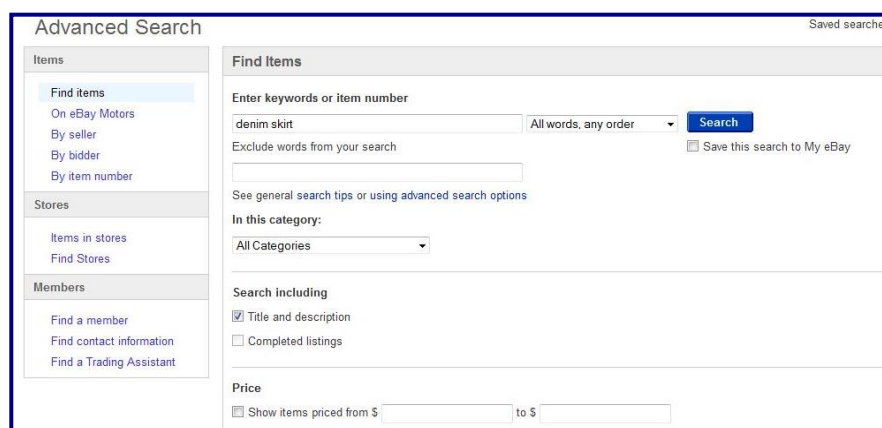 Advanced Search
Saved searche
Items
Find items
On eBay Motors
By seller
By bidder
By item number
Stores
Items in stores
Find Stores
Members
Find a member
Find contact information
Find a Trading Assistant
Find Items
Enter keywords or item number
denim skirt All words, any order Search
Exclude words from your search Save this search to My eBay
See general search tips or using advanced search options
In this category:
All Categories
Search including
Title and description
Completed listings
Price
Show items priced from $ to $